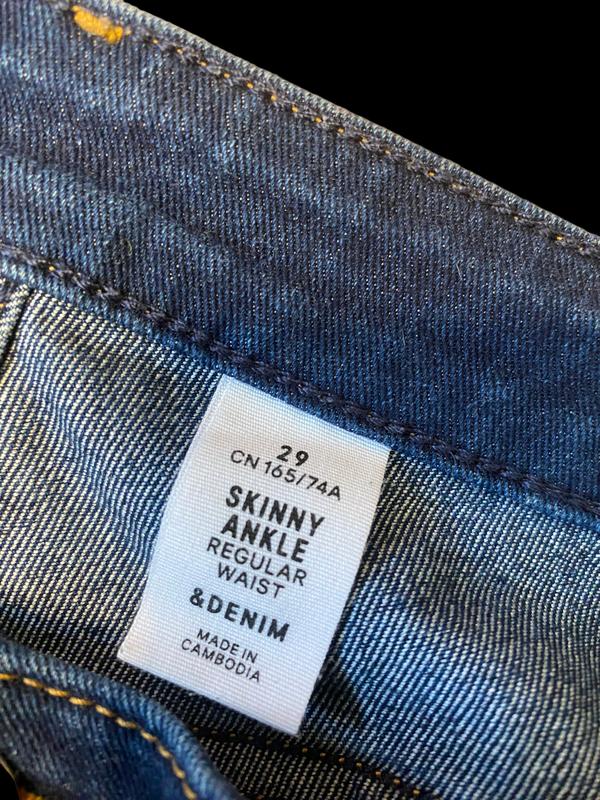 29
CN 165/74A
SKINNY
ANKLE
REGULAR
WAIST
&DENIM
MADE IN
CAMBODIA